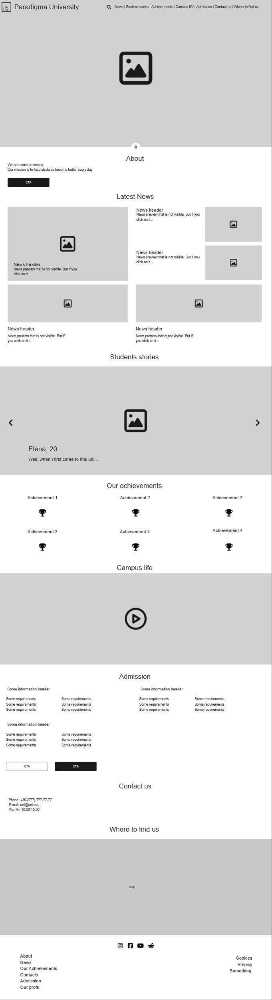 Logo
Paradigma University
News | Student stories | Achievements | Campus life | Admission | Contact us | Where to find us
About
We are some university
Our mission is to help students become better every day
CTA
Latest News
News header
News preview that is not visible. But if you
click on it...
News header
News preview that is not visible. But if you
click on it...
News header
News preview that is not visible. But if you
click on it...
News header
News preview that is not visible. But if
you click on it...
News header
News preview that is not visible. But if
you click on it...
Students stories
Elena, 20
Well, when i first came to this uni...
Our achievements
Achievement 1
Achievement 2
Achievement 2
Achievement 3
Achievement 4
Achievement 4
Campus life
Admission
Some information header
Some requirements
Some requirements
Some requirements
Some requirements
Some requirements
Some requirements
Some information header
Some requirements
Some requirements
Some requirements
Some requirements
Some requirements
Some requirements
Some information header
Some requirements
Some requirements
Some requirements
Some requirements
Some requirements
Some requirements
CTA
CTA
Contact us
Phone: +39-(777)-777-77-77
E-mail: uni@uni.edu
Mon-Fri 10:00-15:00
Where to find us
map
About
News
Our Achievements
Contacts
Admission
Our profs
Cookies
Privacy
Something